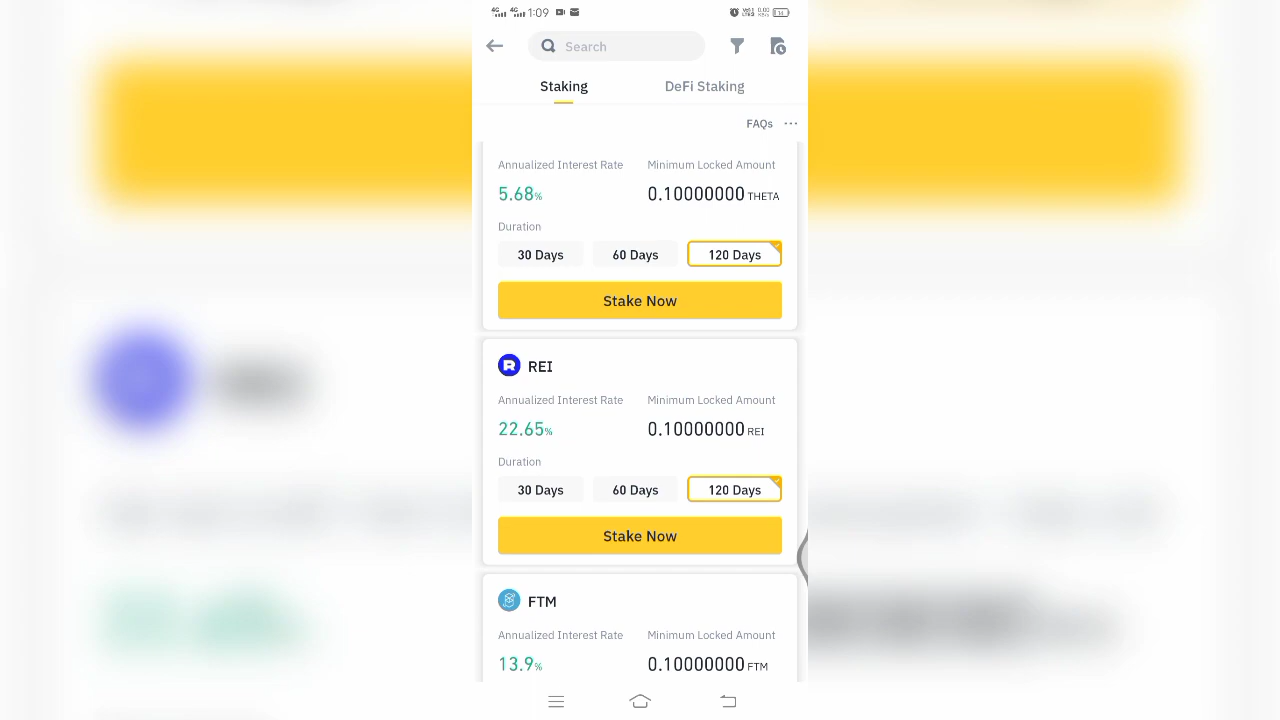 4G 4G 1:09
Search
Staking DeFi Staking
FAQs ...
Annualized Interest Rate Minimum Locked Amount
5.68% 0.10000000 THETA
Duration
30 Days 60 Days 120 Days
Stake Now
REI
Annualized Interest Rate Minimum Locked Amount
22.65% 0.10000000 REI
Duration
30 Days 60 Days 120 Days
Stake Now
FTM
Annualized Interest Rate Minimum Locked Amount
13.9% 0.10000000 FTM